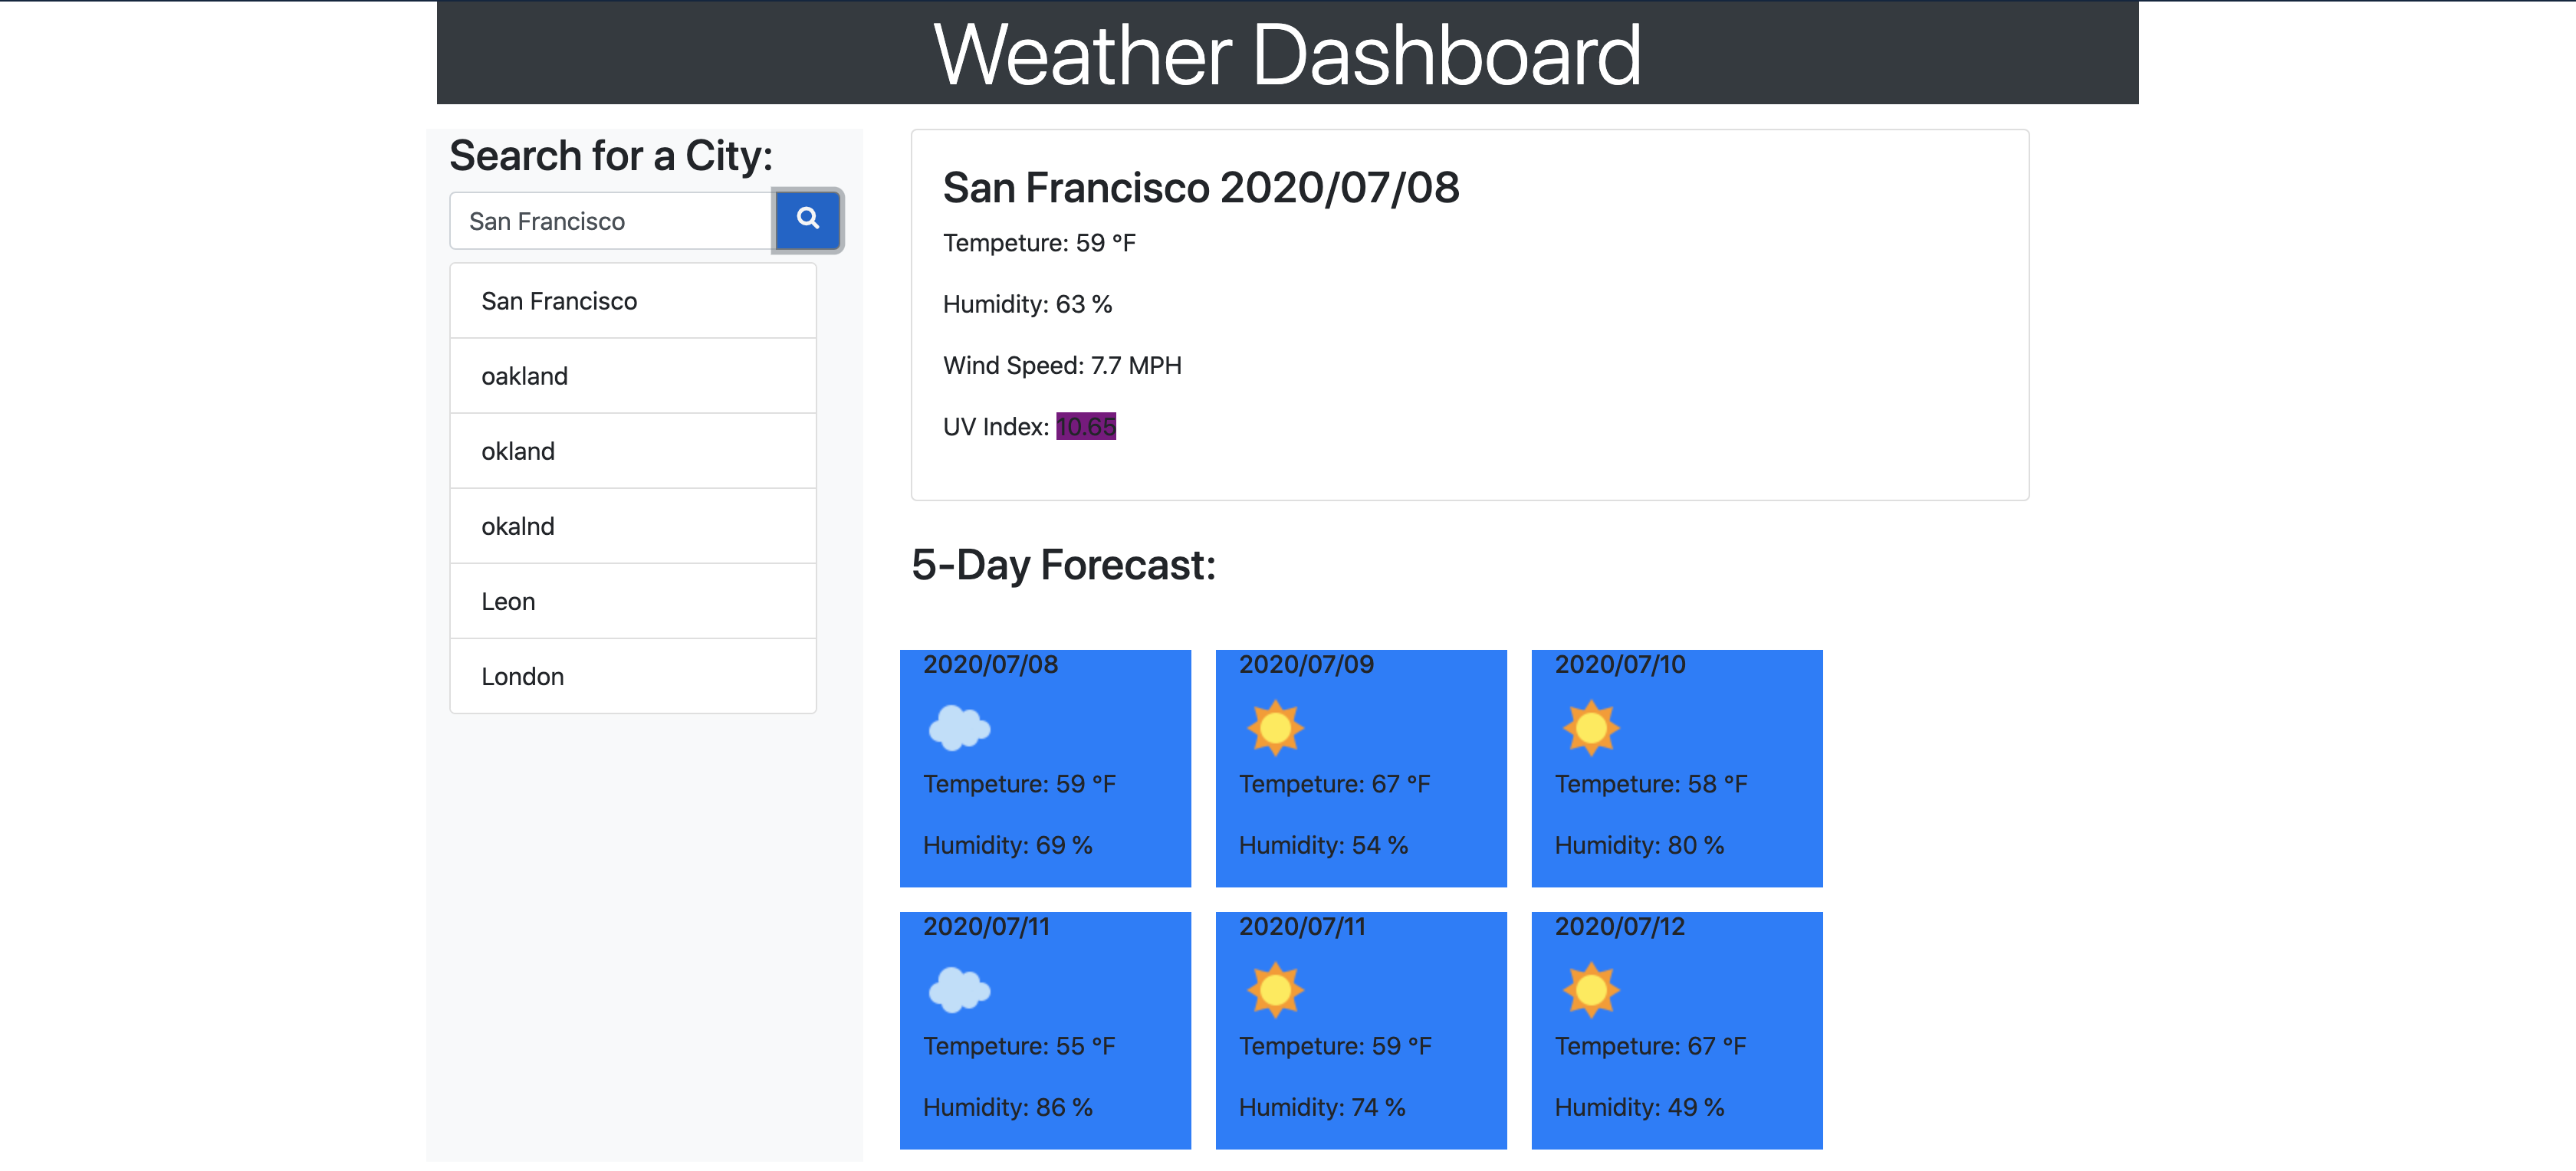 Weather Dashboard
Search for a City:
San Francisco
San Francisco
oakland
okland
okalnd
Leon
London
San Francisco 2020/07/08
Tempeture: 59 °F
Humidity: 63 %
Wind Speed: 7.7 MPH
UV Index: 10.65
5-Day Forecast:
2020/07/08
Tempeture: 59 °F
Humidity: 69 %
2020/07/09
Tempeture: 67 °F
Humidity: 54 %
2020/07/10
Tempeture: 58 °F
Humidity: 80 %
2020/07/11
Tempeture: 55 °F
Humidity: 86 %
2020/07/11
Tempeture: 59 °F
Humidity: 74 %
2020/07/12
Tempeture: 67 °F
Humidity: 49 %